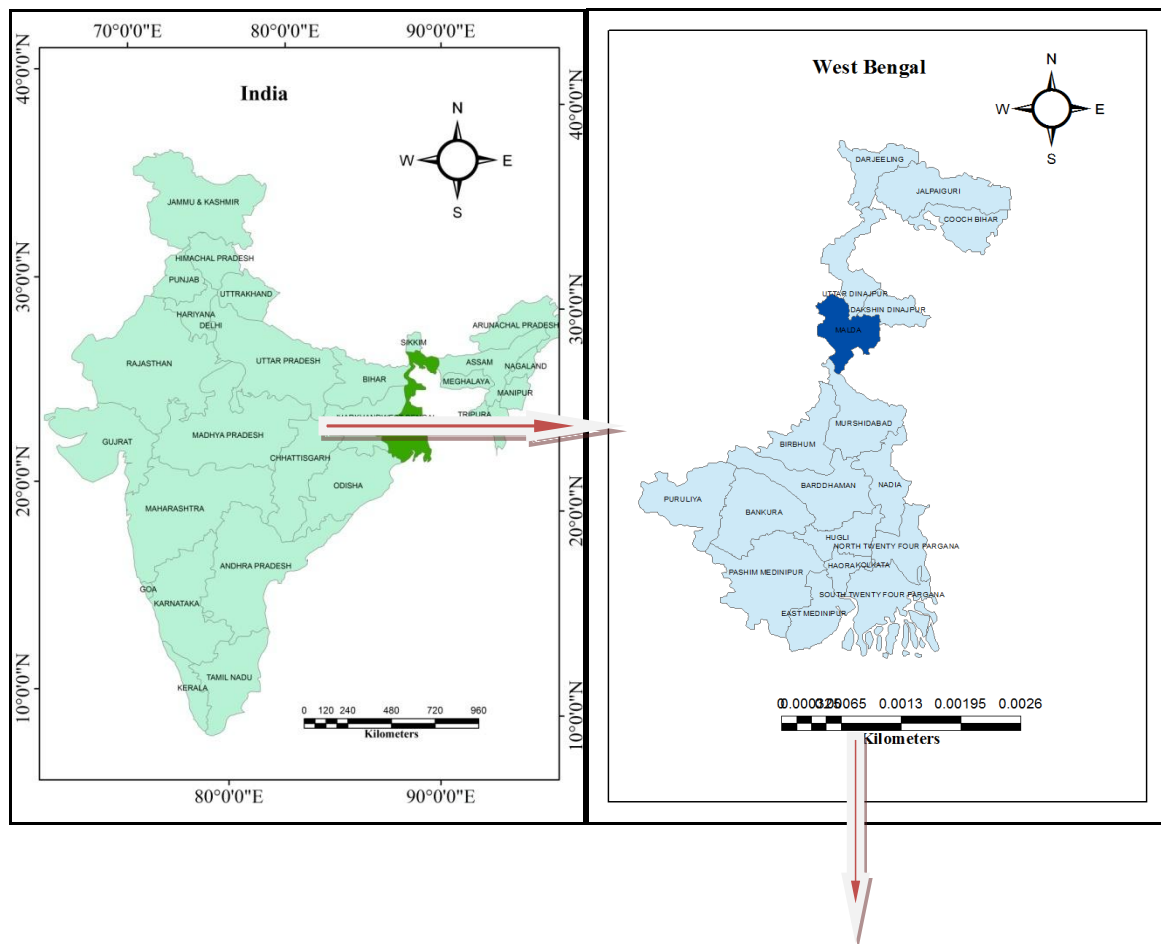 70°0'0"E 80°0'0"E 90°0'0"E
40°0'0"N
30°0'0"N
20°0'0"N
10°0'0"N
India
N
W E
S
JAMMU & KASHMIR
HIMACHAL PRADESH
PUNJAB
UTTRAKHAND
HARIYANA
DELHI
ARUNACHAL PRADESH
SIKKIM
RAJASTHAN
UTTAR PRADESH
ASSAM
NAGALAND
BIHAR
MEGHALAYA
MANIPUR
TRIPURA
GUJRAT
MADHYA PRADESH
CHHATTISGARH
ODISHA
MAHARASHTRA
ANDHRA PRADESH
GOA
KARNATAKA
TAMIL NADU
KERALA
0 120 240 480 720 960
Kilometers
40°0'0"N
30°0'0"N
20°0'0"N
10°0'0"N
80°0'0"E 90°0'0"E
West Bengal
N
W E
S
DARJEELING
JALPAIGURI
COOCH BIHAR
UTTAR DINAJPUR
DAKSHIN DINAJPUR
MALDA
MURSHIDABAD
BIRBHUM
BARDDHAMAN
NADIA
PURULIYA
BANKURA
HUGLI
NORTH TWENTY FOUR PARGANA
HAORA KOLKATA
PASHIM MEDINIPUR
SOUTH TWENTY FOUR PARGANA
EAST MEDINIPUR
0 0.0013 0.00195 0.0026
Kilometers